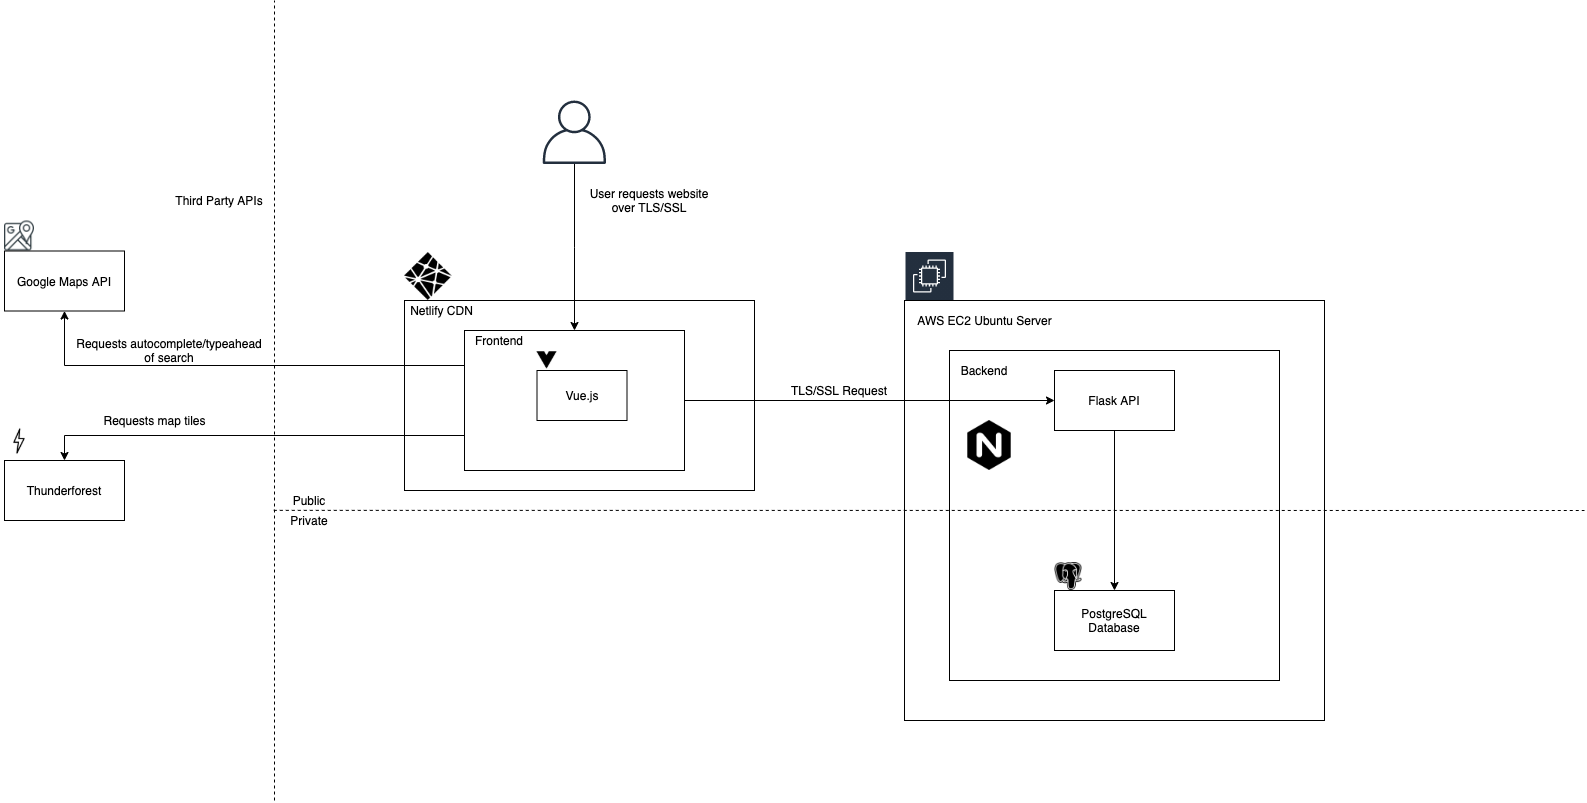 User requests website
over TLS/SSL
Third Party APIs
G
Google Maps API
Netlify CDN
AWS EC2 Ubuntu Server
Frontend
Requests autocomplete/typeahead
of search
Backend
Vue.js
TLS/SSL Request
Flask API
Requests map tiles
N
Thunderforest
Public
Private
PostgreSQL
Database